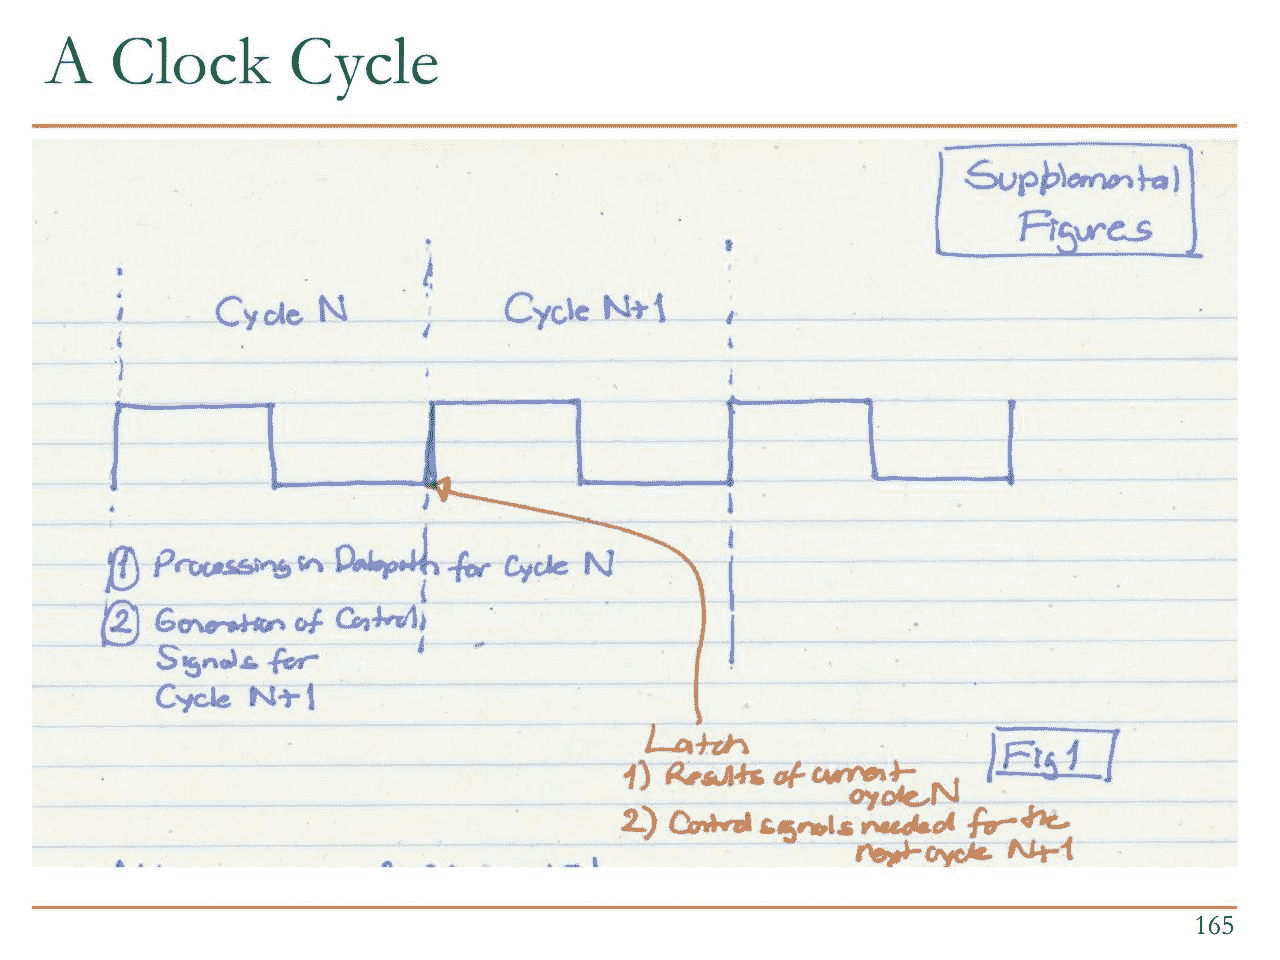 A Clock Cycle
Supplemental
Figures
Cycle N
Cycle N+1
1 Processing in Datapath for Cycle N
2 Generation of Control
Signals for
Cycle N+1
Latch
1) Results of current
cycle N
2) Control signals needed for the
next cycle N+1
Fig 1
165